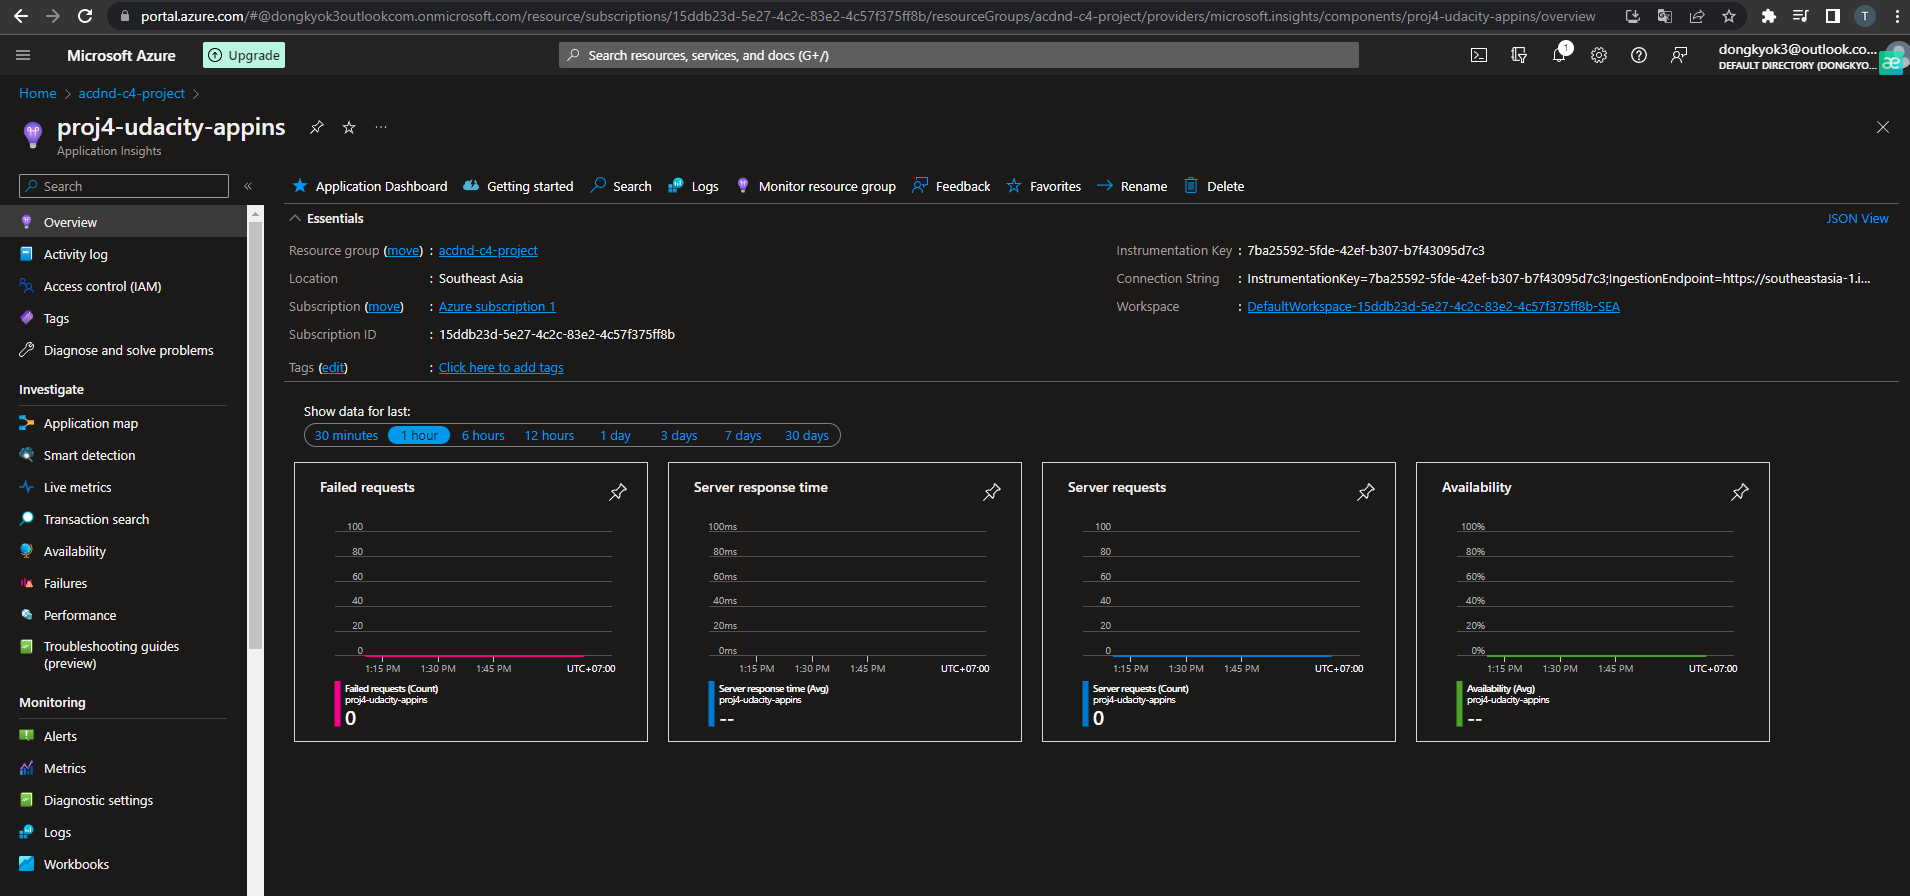 portal.azure.com/#@dongkyok3outlookcom.onmicrosoft.com/resource/subscriptions/15ddb23d-5e27-4c2c-83e2-4c57f375ff8b/resourceGroups/acdnd-c4-project/providers/microsoft.insights/components/proj4-udacity-appins/overview
T
Microsoft Azure
Upgrade
Search resources, services, and docs (G+/)
1
dongkyok3@outlook.co...
DEFAULT DIRECTORY (DONGKYO...
æ
Home > acdnd-c4-project >
proj4-udacity-appins
...
Application Insights
Search
«
Overview
Activity log
Access control (IAM)
Tags
Diagnose and solve problems
Investigate
Application map
Smart detection
Live metrics
Transaction search
Availability
Failures
Performance
Troubleshooting guides
(preview)
Monitoring
Alerts
Metrics
Diagnostic settings
Logs
Workbooks
Application Dashboard
Getting started
Search
Logs
Monitor resource group
Feedback
Favorites
Rename
Delete
Essentials
JSON View
Resource group (move) : acdnd-c4-project
Location : Southeast Asia
Subscription (move) : Azure subscription 1
Subscription ID : 15ddb23d-5e27-4c2c-83e2-4c57f375ff8b
Tags (edit) : Click here to add tags
Instrumentation Key : 7ba25592-5fde-42ef-b307-b7f43095d7c3
Connection String : InstrumentationKey=7ba25592-5fde-42ef-b307-b7f43095d7c3;IngestionEndpoint=https://southeastasia-1.i...
Workspace : DefaultWorkspace-15ddb23d-5e27-4c2c-83e2-4c57f375ff8b-SEA
Show data for last:
30 minutes
1 hour
6 hours
12 hours
1 day
3 days
7 days
30 days
Failed requests
100
80
60
40
20
0
1:15 PM 1:30 PM 1:45 PM UTC+07:00
Failed requests (Count)
proj4-udacity-appins
0
Server response time
100ms
80ms
60ms
40ms
20ms
0ms
1:15 PM 1:30 PM 1:45 PM UTC+07:00
Server response time (Avg)
proj4-udacity-appins
--
Server requests
100
80
60
40
20
0
1:15 PM 1:30 PM 1:45 PM UTC+07:00
Server requests (Count)
proj4-udacity-appins
0
Availability
100%
80%
60%
40%
20%
0%
1:15 PM 1:30 PM 1:45 PM UTC+07:00
Availability (Avg)
proj4-udacity-appins
--